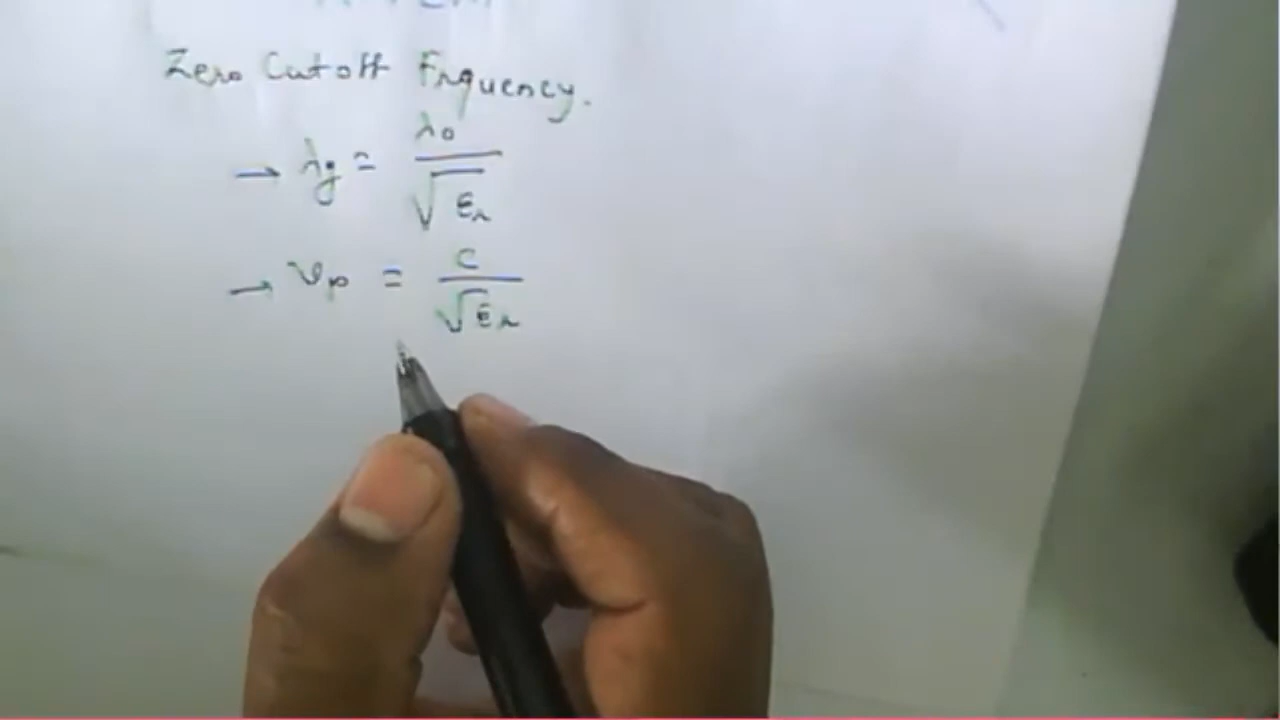 Zero Cutoff Frquency.
→ λg = λ0 / √εr
→ vp = c / √εr